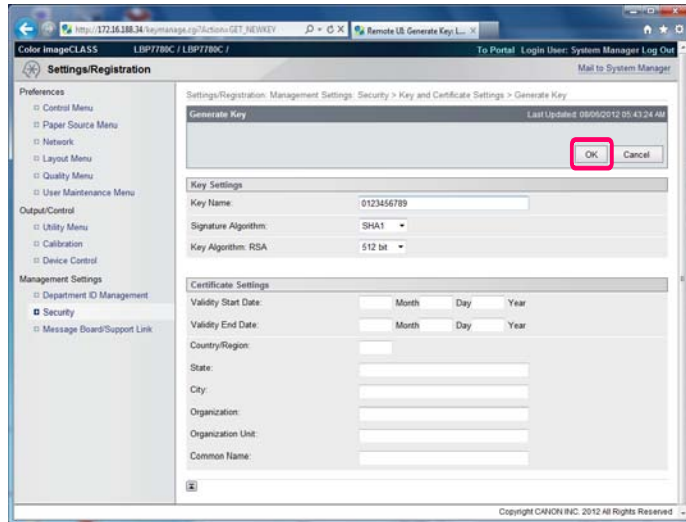 http://172.16.188.34/keymanage.cgi?Action=GET_NEWKEY
Remote UI: Generate Key: L...
Color imageCLASS LBP7780C / LBP7780C / To Portal Login User: System Manager Log Out
Settings/Registration Mail to System Manager
Preferences
Control Menu
Paper Source Menu
Network
Layout Menu
Quality Menu
User Maintenance Menu
Output/Control
Utility Menu
Calibration
Device Control
Management Settings
Department ID Management
Security
Message Board/Support Link
Settings/Registration: Management Settings: Security > Key and Certificate Settings > Generate Key
Generate Key Last Updated: 08/06/2012 05:43:24 AM
OK Cancel
Key Settings
Key Name: 0123456789
Signature Algorithm: SHA1
Key Algorithm: RSA 512 bit
Certificate Settings
Validity Start Date: Month Day Year
Validity End Date: Month Day Year
Country/Region:
State:
City:
Organization:
Organization Unit:
Common Name:
Copyright CANON INC. 2012 All Rights Reserved